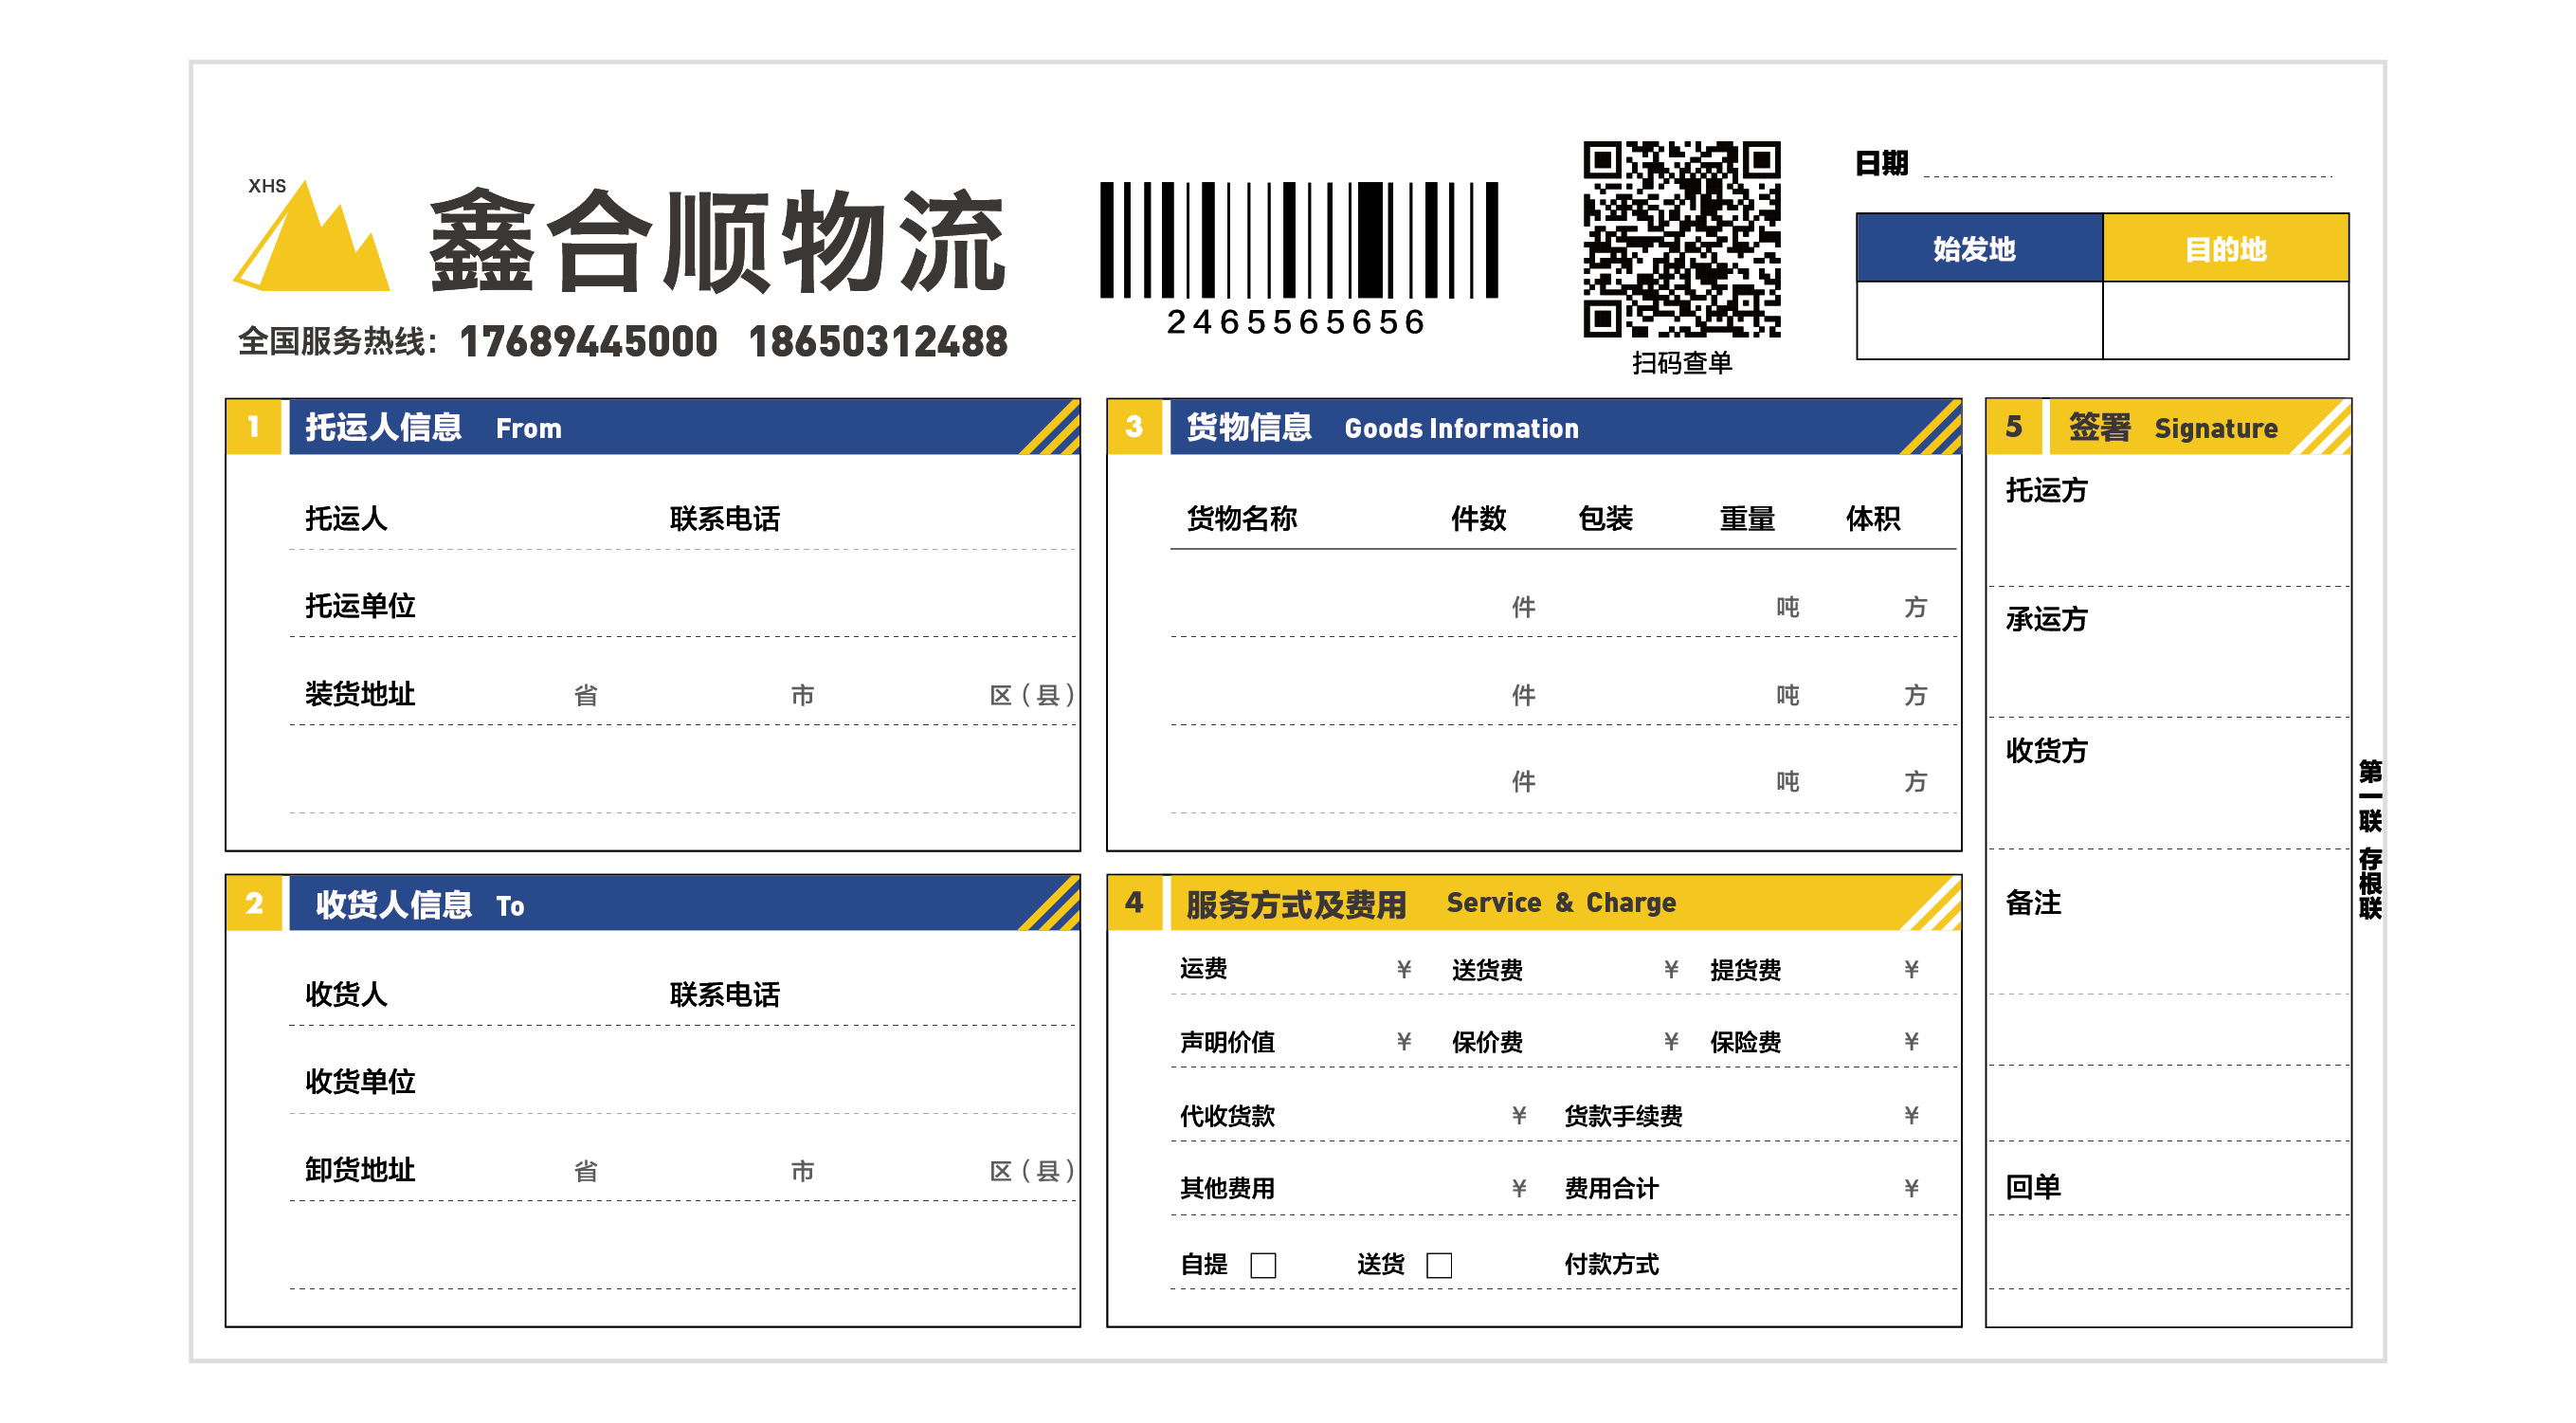 XHS
鑫合顺物流
全国服务热线：17689445000 18650312488
2465565656
扫码查单
日期
始发地 目的地
1 托运人信息 From
托运人 联系电话
托运单位
装货地址 省 市 区（县）
2 收货人信息 To
收货人 联系电话
收货单位
卸货地址 省 市 区（县）
3 货物信息 Goods Information
货物名称 件数 包装 重量 体积
件 吨 方
件 吨 方
件 吨 方
4 服务方式及费用 Service & Charge
运费 ¥ 送货费 ¥ 提货费 ¥
声明价值 ¥ 保价费 ¥ 保险费 ¥
代收货款 ¥ 货款手续费 ¥
其他费用 ¥ 费用合计 ¥
自提 送货 付款方式
5 签署 Signature
托运方
承运方
收货方
备注
回单
第一联 存根联